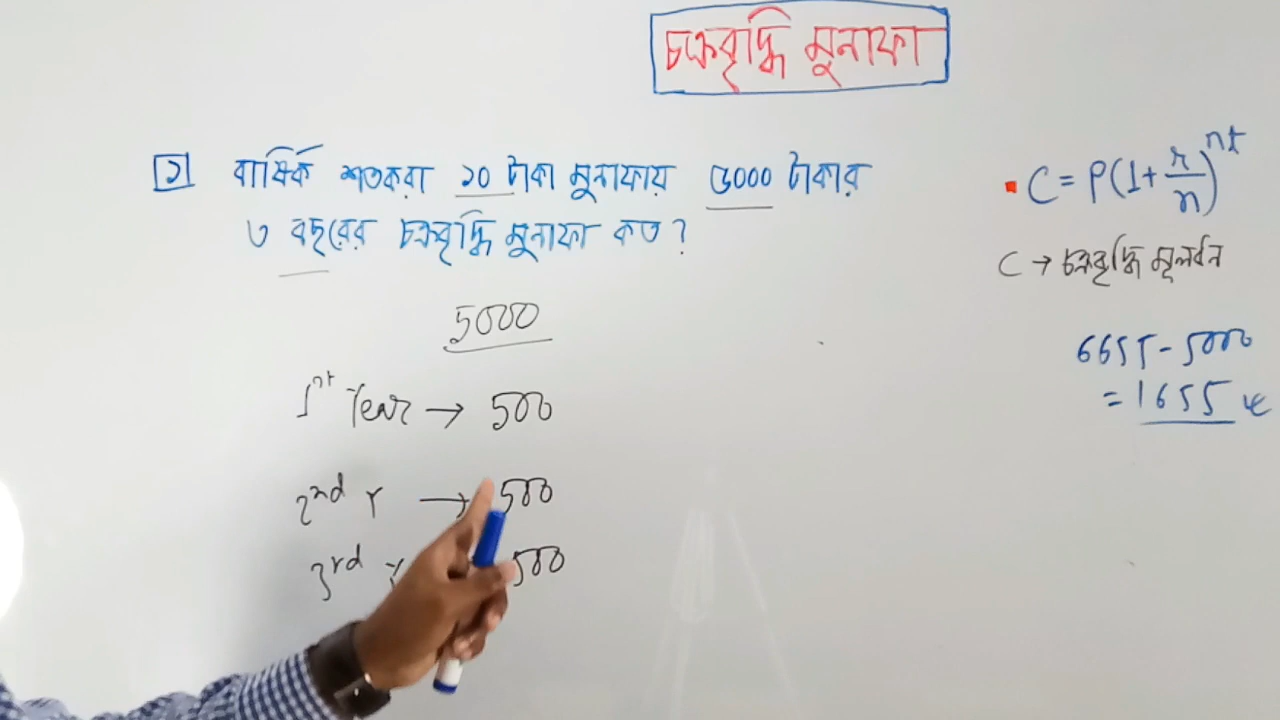 চক্রবৃদ্ধি মুনাফা
১ বার্ষিক শতকরা ১০ টাকা মুনাফায় ৫০০০ টাকার
৩ বছরের চক্রবৃদ্ধি মুনাফা কত?
5000
1st Year → 500
2nd Y → 500
3rd Y 500
C = P(1 + r/n)^nt
C → চক্রবৃদ্ধি মূলধন
6655 - 5000
= 1655